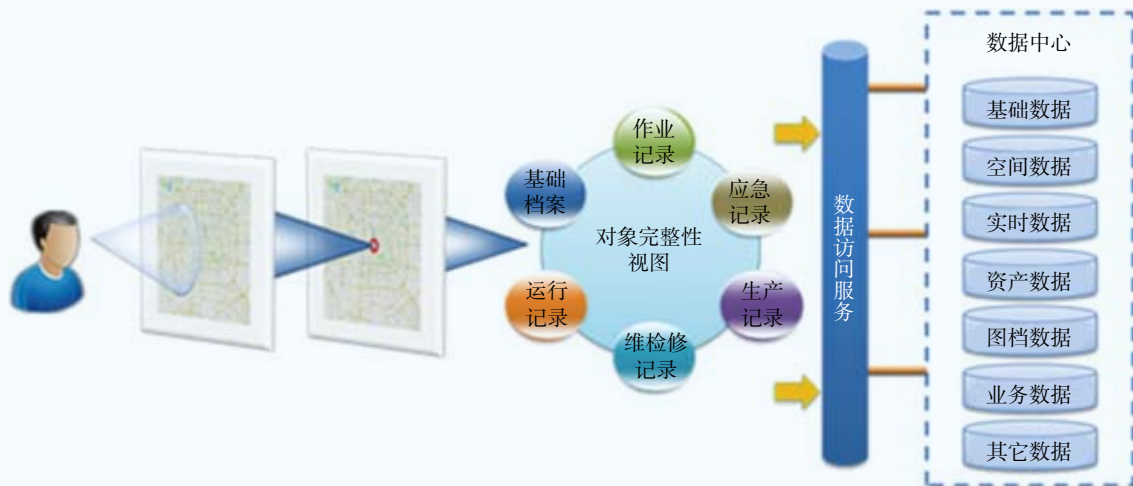 作业
记录
基础
档案
应急
记录
对象完整性
视图
运行
记录
生产
记录
维检修
记录
数据访问服务
数据中心
基础数据
空间数据
实时数据
资产数据
图档数据
业务数据
其它数据